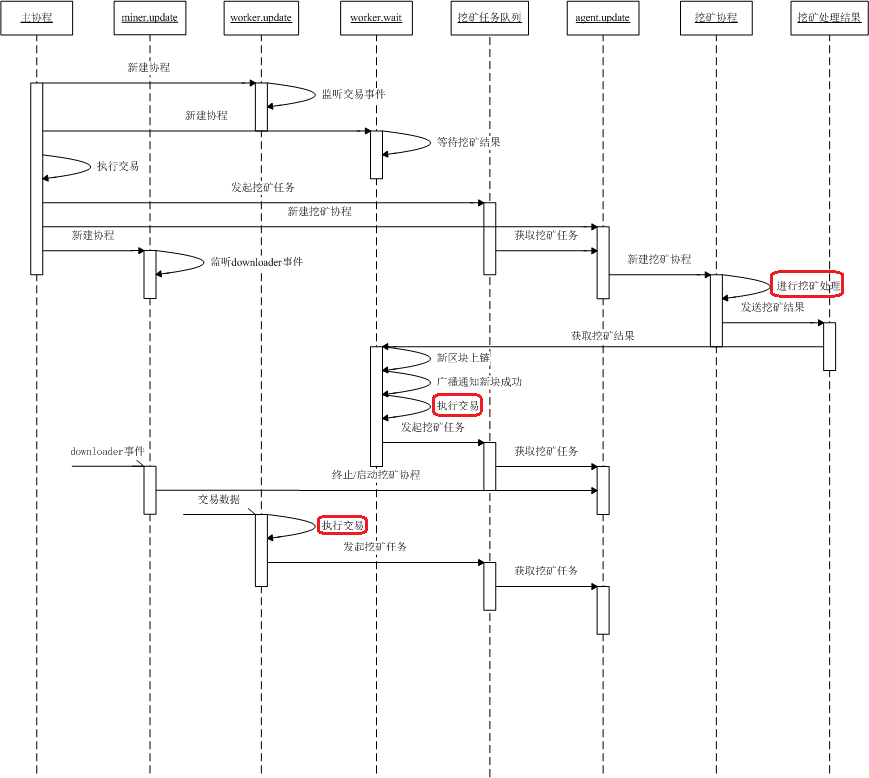 主协程
miner.update
worker.update
worker.wait
挖矿任务队列
agent.update
挖矿协程
挖矿处理结果
新建协程
监听交易事件
新建协程
等待挖矿结果
执行交易
发起挖矿任务
新建挖矿协程
新建协程
获取挖矿任务
监听downloader事件
新建挖矿协程
进行挖矿处理
发送挖矿结果
获取挖矿结果
新区块上链
广播通知新块成功
执行交易
发起挖矿任务
downloader事件
获取挖矿任务
终止/启动挖矿协程
交易数据
执行交易
发起挖矿任务
获取挖矿任务